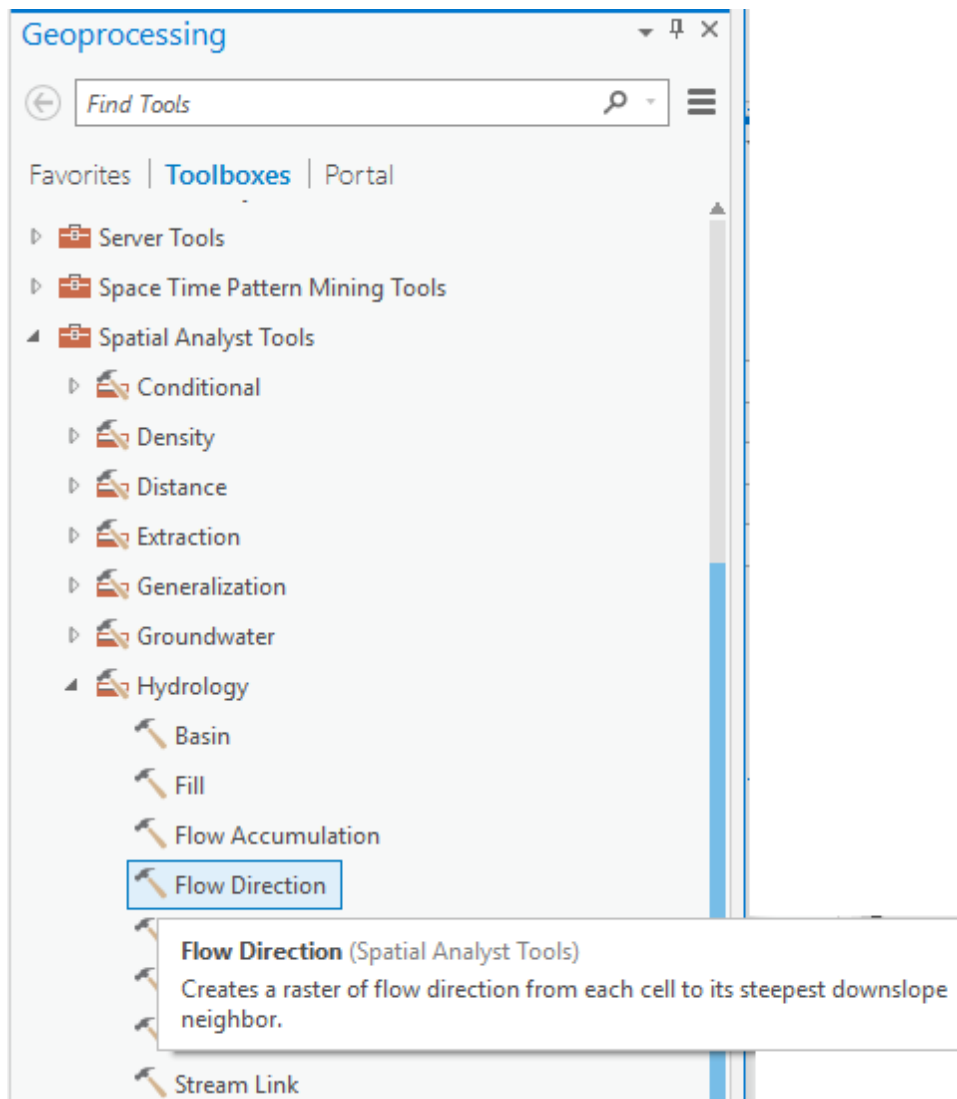 Geoprocessing
Find Tools
Favorites | Toolboxes | Portal
Server Tools
Space Time Pattern Mining Tools
Spatial Analyst Tools
Conditional
Density
Distance
Extraction
Generalization
Groundwater
Hydrology
Basin
Fill
Flow Accumulation
Flow Direction
Flow Direction (Spatial Analyst Tools)
Creates a raster of flow direction from each cell to its steepest downslope
neighbor.
Stream Link